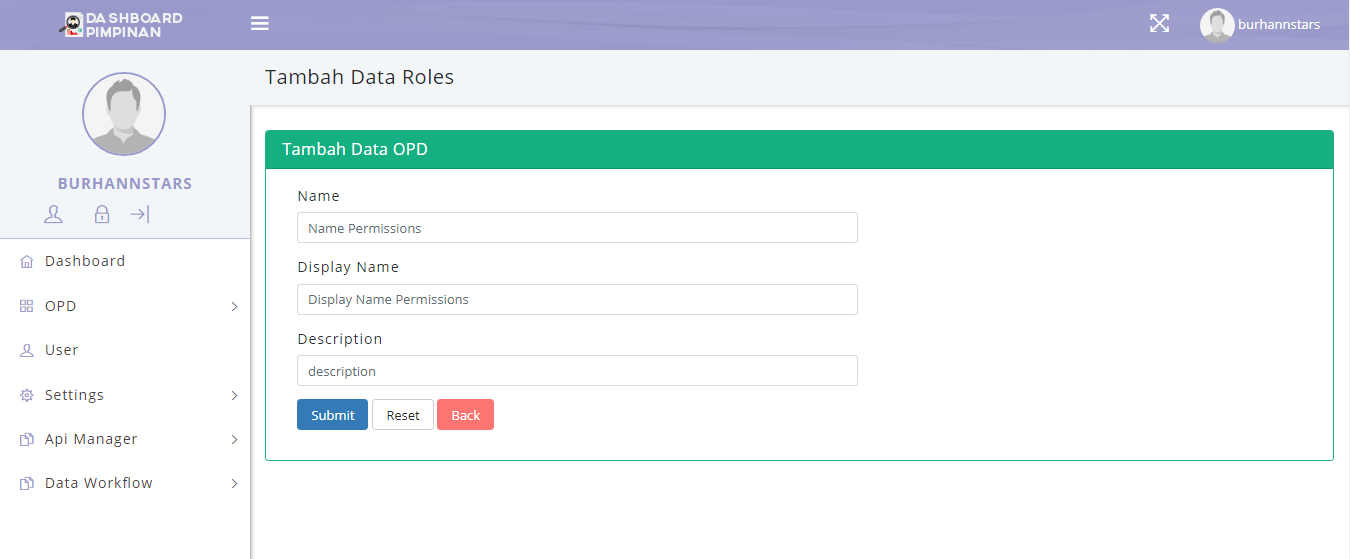 DASHBOARD
PIMPINAN
burhannstars
BURHANNSTARS
Dashboard
OPD
User
Settings
Api Manager
Data Workflow
Tambah Data Roles
Tambah Data OPD
Name
Name Permissions
Display Name
Display Name Permissions
Description
description
Submit Reset Back